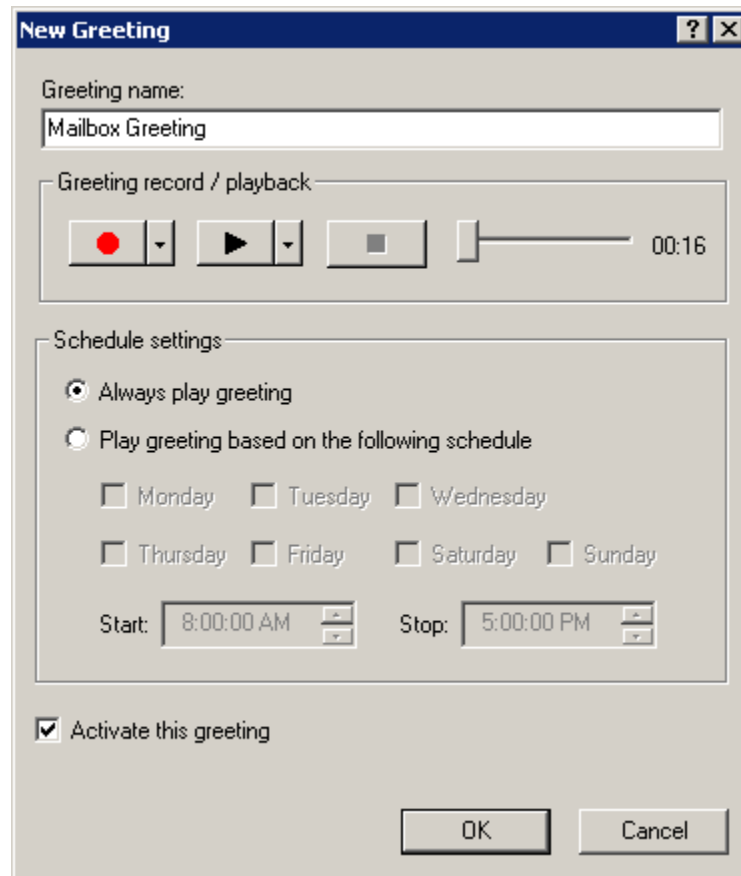 New Greeting
Greeting name:
Mailbox Greeting
Greeting record / playback
00:16
Schedule settings
Always play greeting
Play greeting based on the following schedule
Monday Tuesday Wednesday
Thursday Friday Saturday Sunday
Start: 8:00:00 AM Stop: 5:00:00 PM
Activate this greeting
OK Cancel